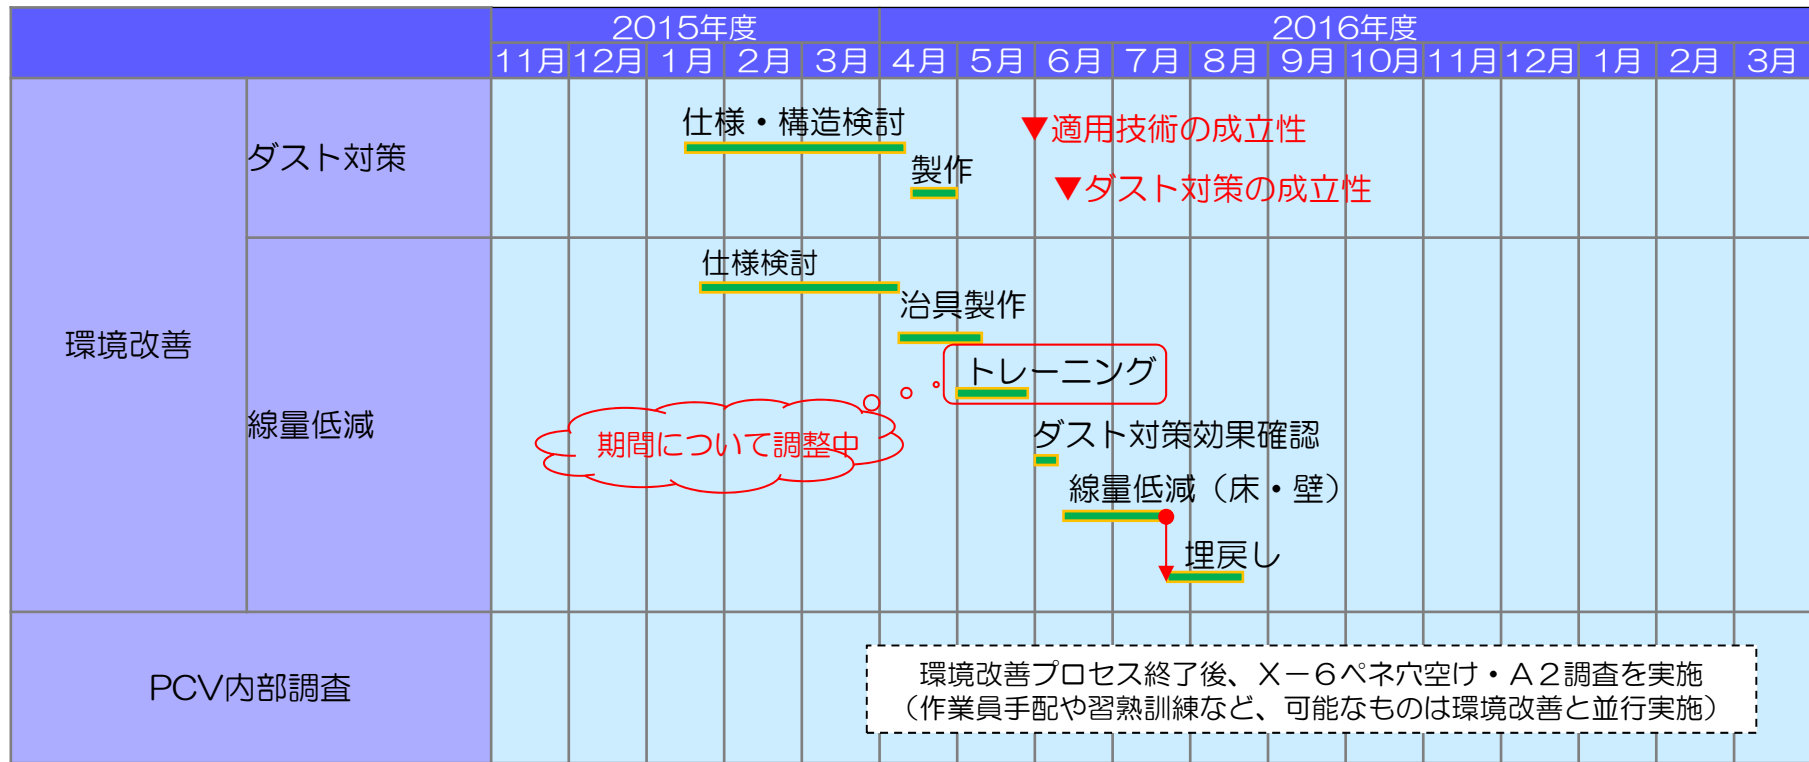 2015年度
2016年度
11月 12月 1月 2月 3月 4月 5月 6月 7月 8月 9月 10月 11月 12月 1月 2月 3月
環境改善
ダスト対策
仕様・構造検討
▼適用技術の成立性
製作
▼ダスト対策の成立性
線量低減
仕様検討
治具製作
トレーニング
期間について調整中
ダスト対策効果確認
線量低減（床・壁）
埋戻し
PCV内部調査
環境改善プロセス終了後、X－6ペネ穴空け・A2調査を実施
（作業員手配や習熟訓練など、可能なものは環境改善と並行実施）